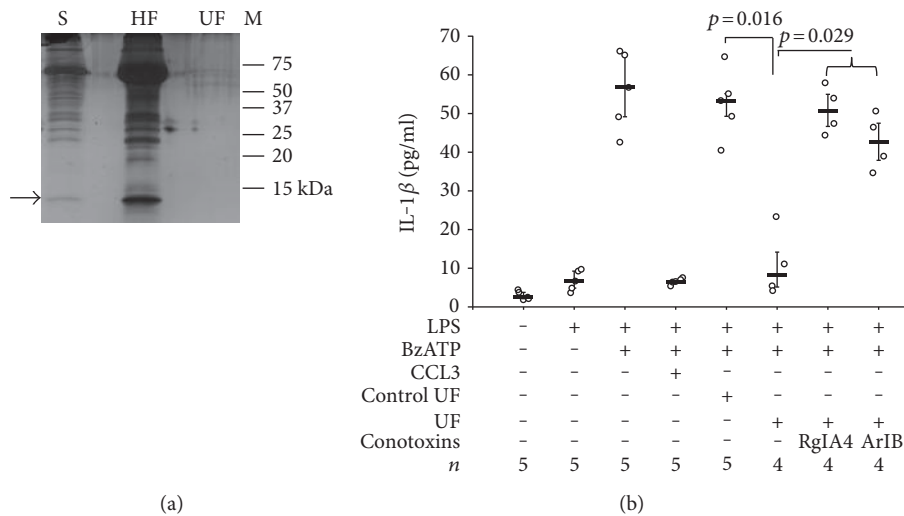 S HF UF M
75
50
37
25
20
15 kDa
(a)
p = 0.016
p = 0.029
IL-1β (pg/ml)
70
60
50
40
30
20
10
0
LPS – + + + + + + +
BzATP – – + + + + + +
CCL3 – – – + – – – –
Control UF – – – – + – – –
UF – – – – – + + +
Conotoxins – – – – – – RgIA4 ArIB
n 5 5 5 5 5 4 4 4
(b)